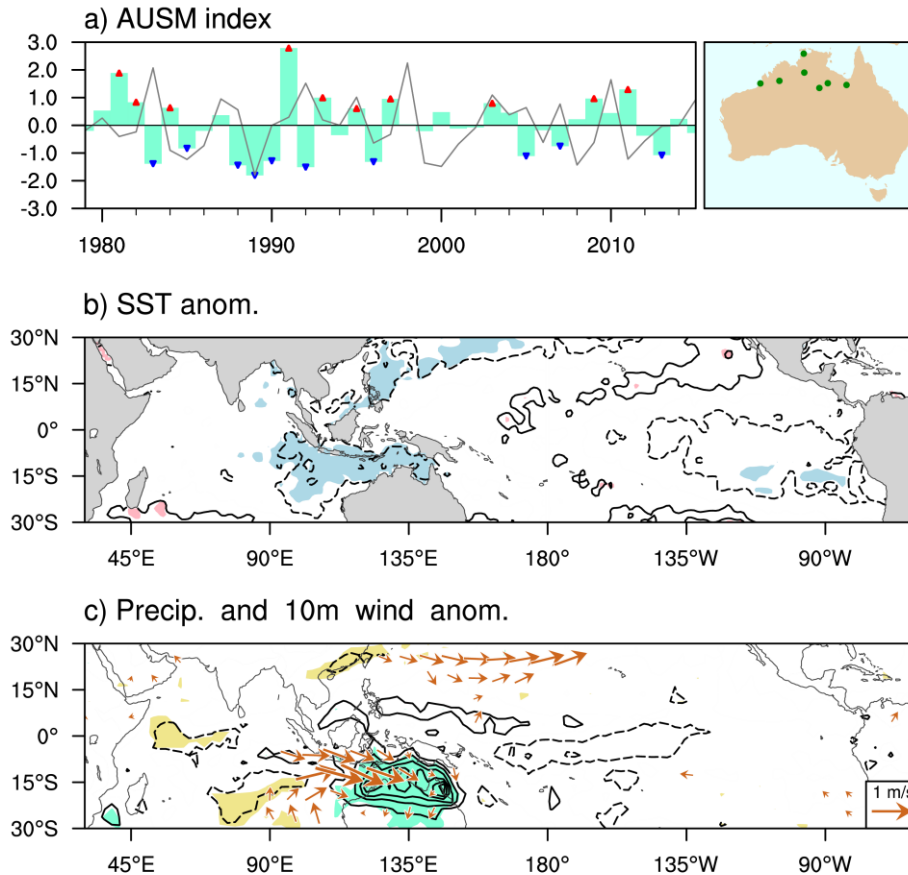 a) AUSM index
3.0
2.0
1.0
0.0
-1.0
-2.0
-3.0
1980 1990 2000 2010
b) SST anom.
30°N
15°N
0°
15°S
30°S
45°E 90°E 135°E 180° 135°W 90°W
c) Precip. and 10m wind anom.
30°N
15°N
0°
15°S
30°S
1 m/s
45°E 90°E 135°E 180° 135°W 90°W